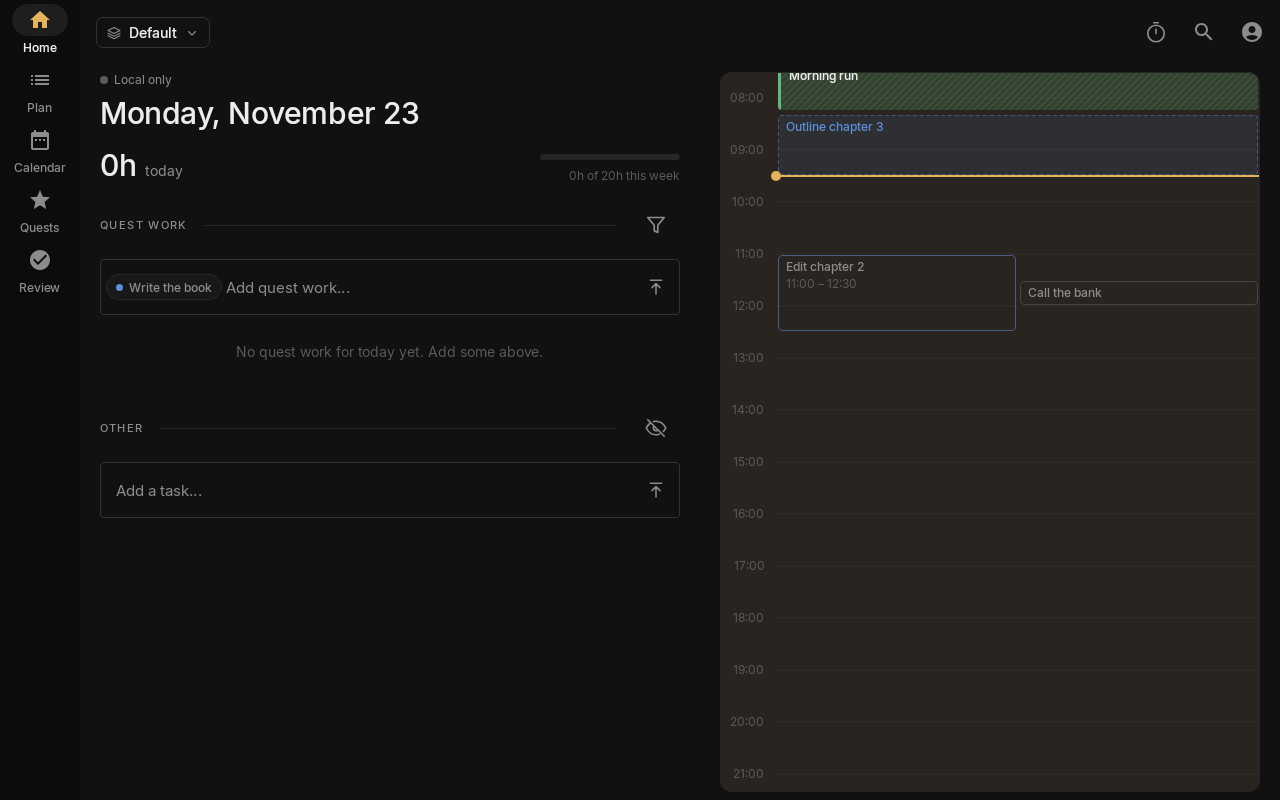 Home
Plan
Calendar
Quests
Review
Default
Local only
Monday, November 23
0h today
0h of 20h this week
QUEST WORK
Write the book
Add quest work...
No quest work for today yet. Add some above.
OTHER
Add a task...
Morning run
08:00
Outline chapter 3
09:00
10:00
11:00
Edit chapter 2
11:00 – 12:30
Call the bank
12:00
13:00
14:00
15:00
16:00
17:00
18:00
19:00
20:00
21:00